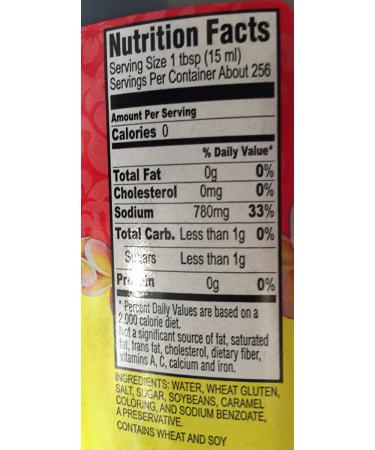 Nutrition Facts
Serving Size 1 tbsp (15 ml)
Servings Per Container About 256
Amount Per Serving
Calories 0
% Daily Value*
Total Fat 0g 0%
Cholesterol 0mg 0%
Sodium 780mg 33%
Total Carb. Less than 1g 0%
Sugars Less than 1g
Protein 0g 0%
* Percent Daily Values are based on a
2,000 calorie diet.
Not a significant source of fat, saturated
fat, trans fat, cholesterol, dietary fiber,
vitamins A, C, calcium and iron.
INGREDIENTS: WATER, WHEAT GLUTEN,
SALT, SUGAR, SOYBEANS, CARAMEL
COLORING, AND SODIUM BENZOATE,
A PRESERVATIVE.
CONTAINS WHEAT AND SOY